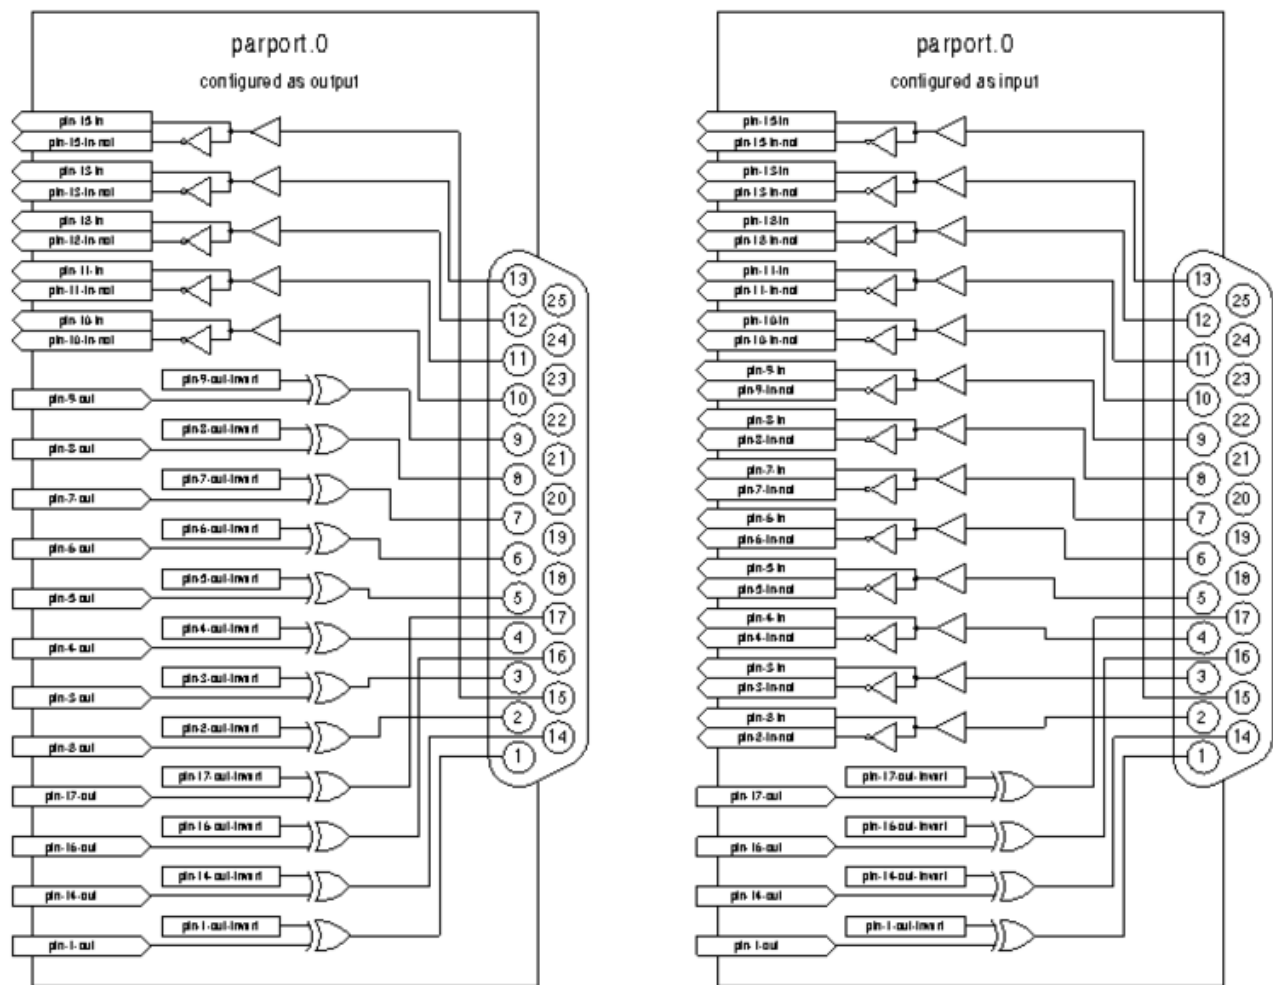 parport.0
configured as output
pin-15-in
pin-15-in-not
pin-13-in
pin-13-in-not
pin-12-in
pin-12-in-not
pin-11-in
pin-11-in-not
pin-10-in
pin-10-in-not
pin-9-out-invert
pin-9-out
pin-8-out-invert
pin-8-out
pin-7-out-invert
pin-7-out
pin-6-out-invert
pin-6-out
pin-5-out-invert
pin-5-out
pin-4-out-invert
pin-4-out
pin-3-out-invert
pin-3-out
pin-2-out-invert
pin-2-out
pin-17-out-invert
pin-17-out
pin-16-out-invert
pin-16-out
pin-14-out-invert
pin-14-out
pin-1-out-invert
pin-1-out
13
25
12
24
11
23
10
22
9
21
8
20
7
19
6
18
5
17
4
16
3
15
2
14
1
parport.0
configured as input
pin-15-in
pin-15-in-not
pin-13-in
pin-13-in-not
pin-12-in
pin-12-in-not
pin-11-in
pin-11-in-not
pin-10-in
pin-10-in-not
pin-9-in
pin-9-in-not
pin-8-in
pin-8-in-not
pin-7-in
pin-7-in-not
pin-6-in
pin-6-in-not
pin-5-in
pin-5-in-not
pin-4-in
pin-4-in-not
pin-3-in
pin-3-in-not
pin-2-in
pin-2-in-not
pin-17-out-invert
pin-17-out
pin-16-out-invert
pin-16-out
pin-14-out-invert
pin-14-out
pin-1-out-invert
pin-1-out
13
25
12
24
11
23
10
22
9
21
8
20
7
19
6
18
5
17
4
16
3
15
2
14
1